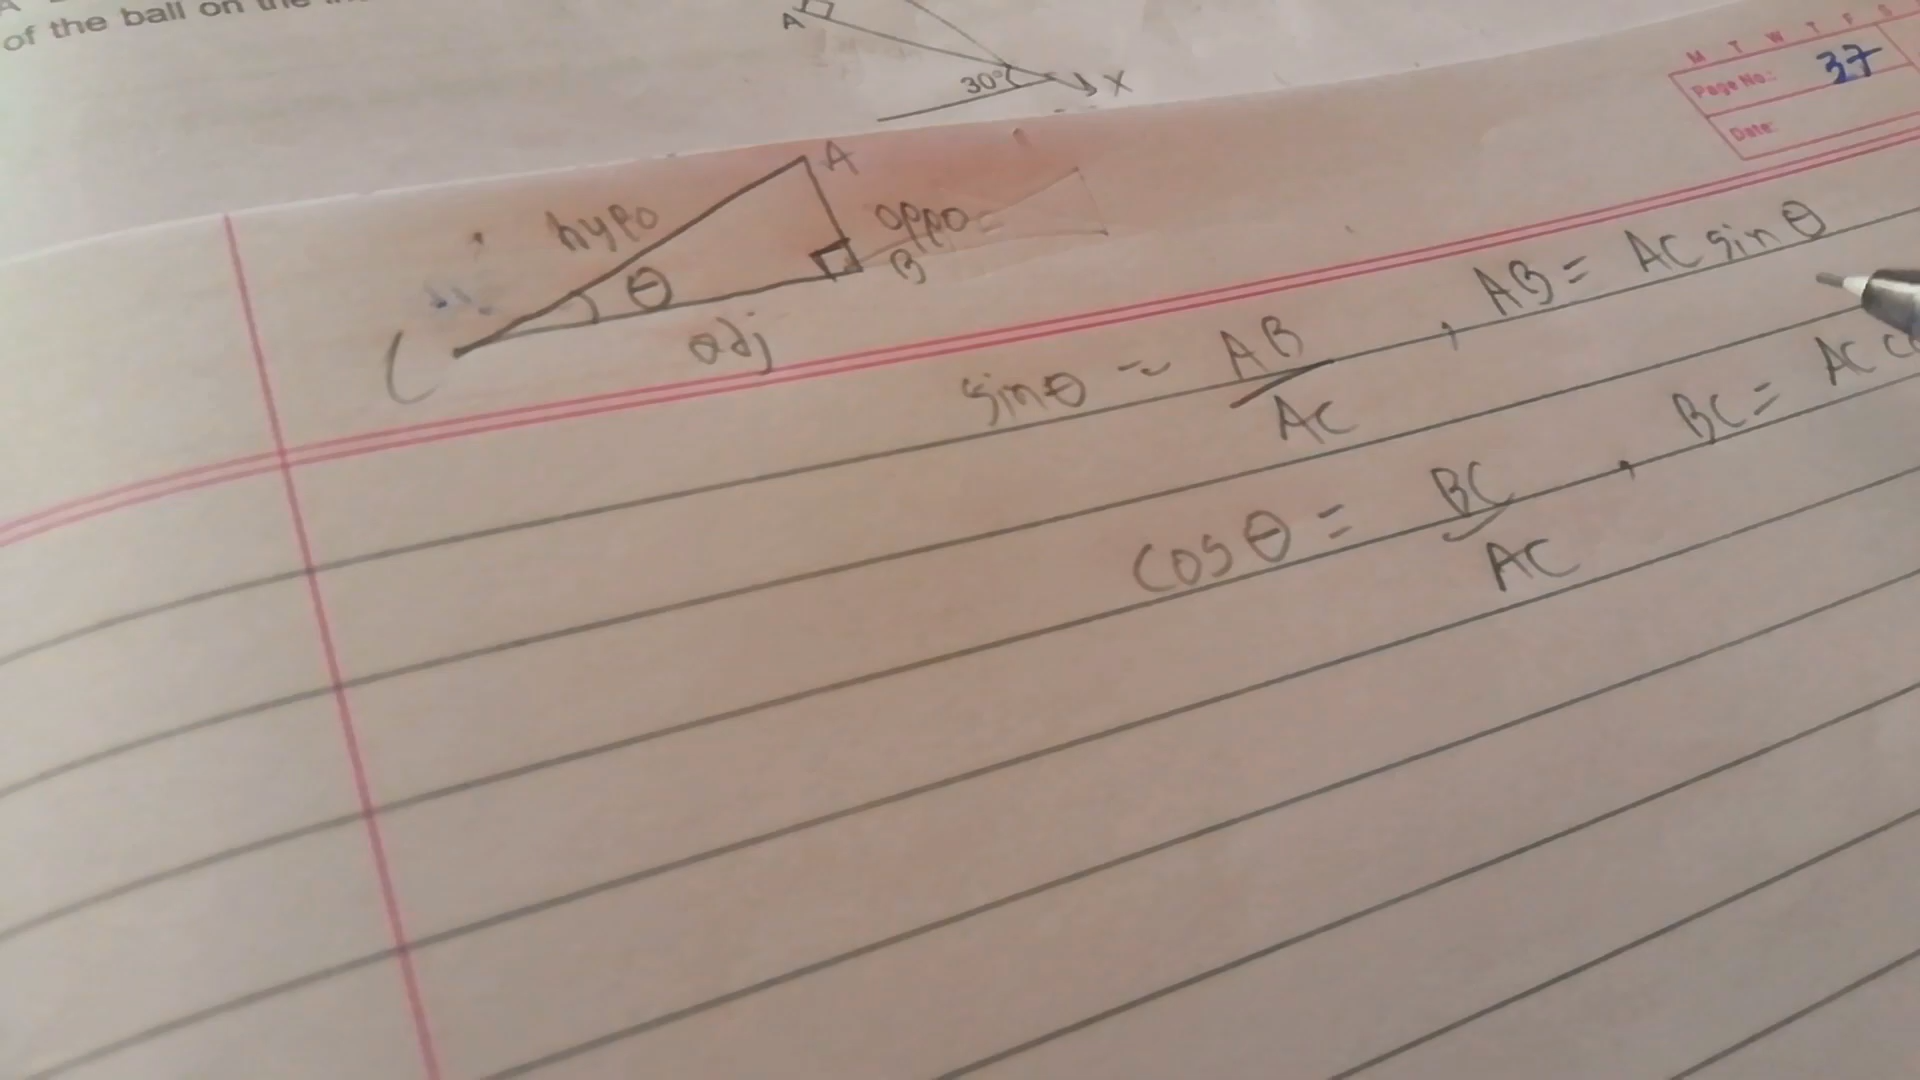 of the ball on the
A
30°
X
M T W T F S
Page No.: 37
Date:
A
hypo
oppo
θ
B
C
adj
sinθ = AB/AC , AB = AC sinθ
cosθ = BC/AC , BC = AC